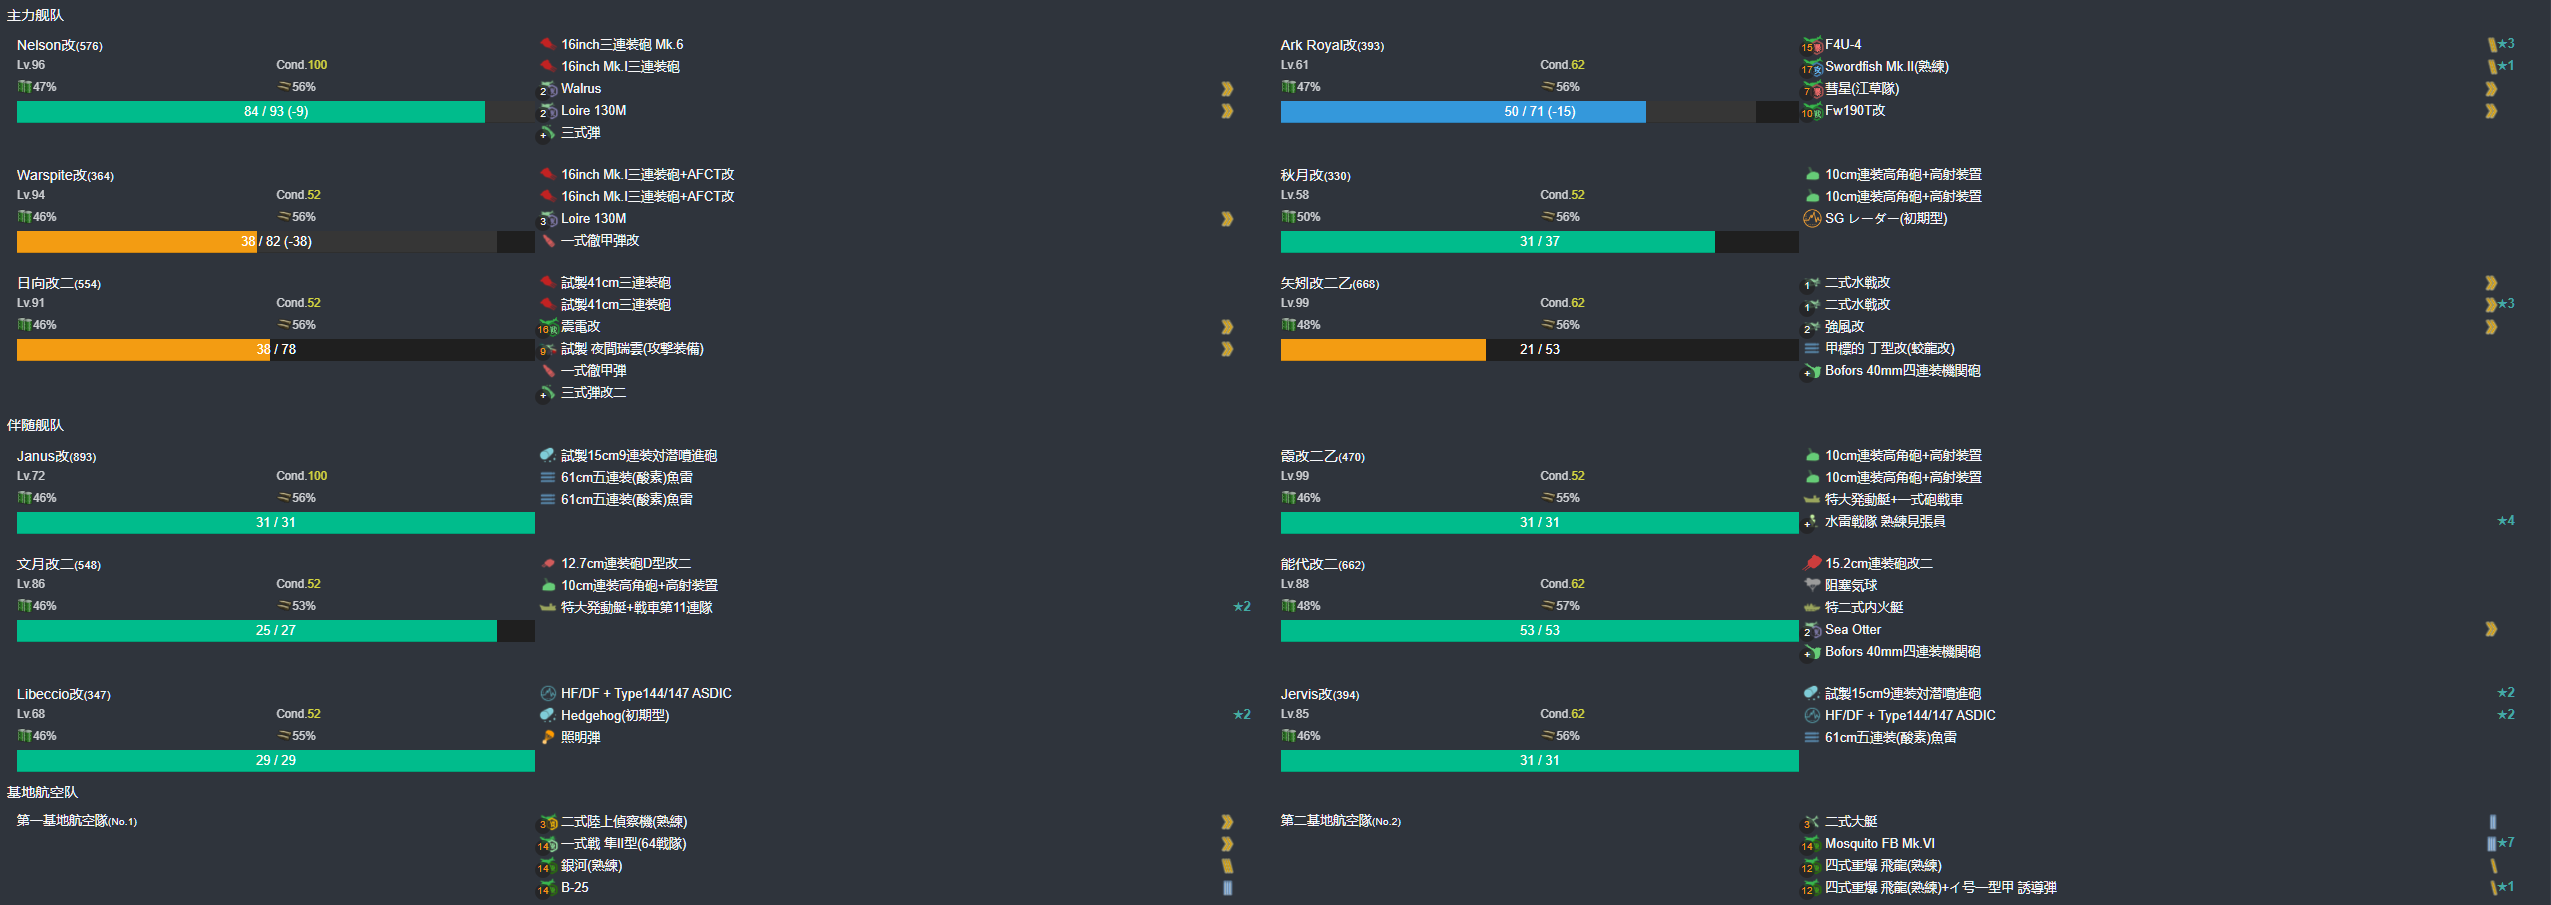 主力舰队
Nelson改(576)
Lv.96 Cond.100
47% 56%
84 / 93 (-9)
16inch三連装砲 Mk.6
16inch Mk.I三連装砲
2 Walrus
2 Loire 130M
+ 三式弾
Ark Royal改(393)
Lv.61 Cond.62
47% 56%
50 / 71 (-15)
15 F4U-4 ★3
17 Swordfish Mk.II(熟練) ★1
7 彗星(江草隊)
10 Fw190T改
Warspite改(364)
Lv.94 Cond.52
46% 56%
38 / 82 (-38)
16inch Mk.I三連装砲+AFCT改
16inch Mk.I三連装砲+AFCT改
3 Loire 130M
一式徹甲弾改
秋月改(330)
Lv.58 Cond.52
50% 56%
31 / 37
10cm連装高角砲+高射装置
10cm連装高角砲+高射装置
SG レーダー(初期型)
日向改二(554)
Lv.91 Cond.52
46% 56%
38 / 78
試製41cm三連装砲
試製41cm三連装砲
16 震電改
9 試製 夜間瑞雲(攻撃装備)
一式徹甲弾
+ 三式弾改二
矢矧改二乙(668)
Lv.99 Cond.62
48% 56%
21 / 53
1 二式水戦改
1 二式水戦改 ★3
2 強風改
甲標的 丁型改(蛟龍改)
+ Bofors 40mm四連装機関砲
伴随舰队
Janus改(893)
Lv.72 Cond.100
46% 56%
31 / 31
試製15cm9連装対潜噴進砲
61cm五連装(酸素)魚雷
61cm五連装(酸素)魚雷
霞改二乙(470)
Lv.99 Cond.52
46% 55%
31 / 31
10cm連装高角砲+高射装置
10cm連装高角砲+高射装置
特大発動艇+一式砲戦車
+ 水雷戦隊 熟練見張員 ★4
文月改二(548)
Lv.86 Cond.52
46% 53%
25 / 27
12.7cm連装砲D型改二
10cm連装高角砲+高射装置
特大発動艇+戦車第11連隊 ★2
能代改二(662)
Lv.88 Cond.62
48% 57%
53 / 53
15.2cm連装砲改二
阻塞気球
特二式内火艇
2 Sea Otter
+ Bofors 40mm四連装機関砲
Libeccio改(347)
Lv.68 Cond.52
46% 55%
29 / 29
HF/DF + Type144/147 ASDIC
Hedgehog(初期型) ★2
照明弾
Jervis改(394)
Lv.85 Cond.62
46% 56%
31 / 31
試製15cm9連装対潜噴進砲 ★2
HF/DF + Type144/147 ASDIC ★2
61cm五連装(酸素)魚雷
基地航空队
第一基地航空隊(No.1)
3 二式陸上偵察機(熟練)
14 一式戦 隼II型(64戦隊)
14 銀河(熟練)
14 B-25
第二基地航空隊(No.2)
3 二式大艇
14 Mosquito FB Mk.VI ★7
12 四式重爆 飛龍(熟練)
12 四式重爆 飛龍(熟練)+イ号一型甲 誘導弾 ★1